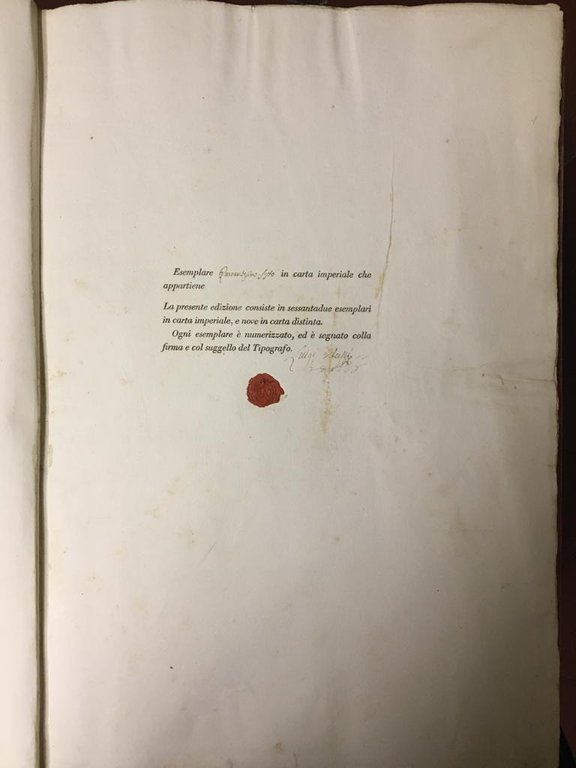 Esemplare in carta imperiale che
appartiene
La presente edizione consiste in sessantadue esemplari
in carta imperiale, e nove in carta distinta.
Ogni esemplare è numerizzato, ed è segnato colla
firma e col suggello del Tipografo.
Luigi